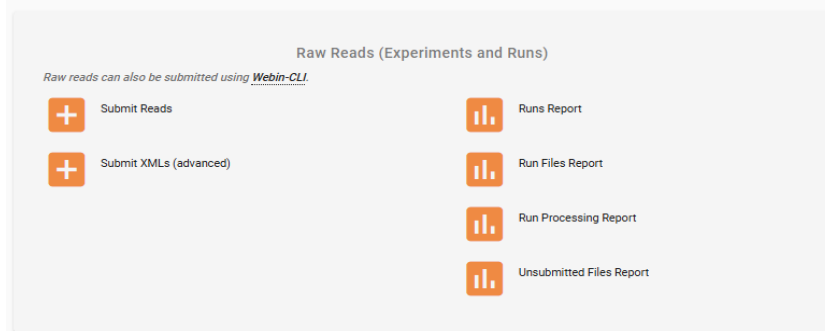 Raw Reads (Experiments and Runs)
Raw reads can also be submitted using Webin-CLI.
Submit Reads
Runs Report
Submit XMLs (advanced)
Run Files Report
Run Processing Report
Unsubmitted Files Report